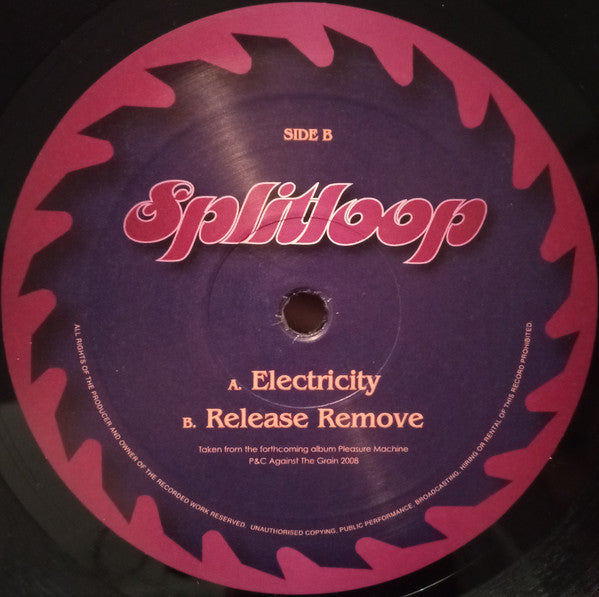 SIDE B
Splitloop
A. Electricity
B. Release Remove
Taken from the forthcoming album Pleasure Machine
P&C Against The Grain 2008
ALL RIGHTS OF THE PRODUCER AND OWNER OF THE RECORDED WORK RESERVED. UNAUTHORISED COPYING, PUBLIC PERFORMANCE, BROADCASTING, HIRING OR RENTAL OF THIS RECORD PROHIBITED